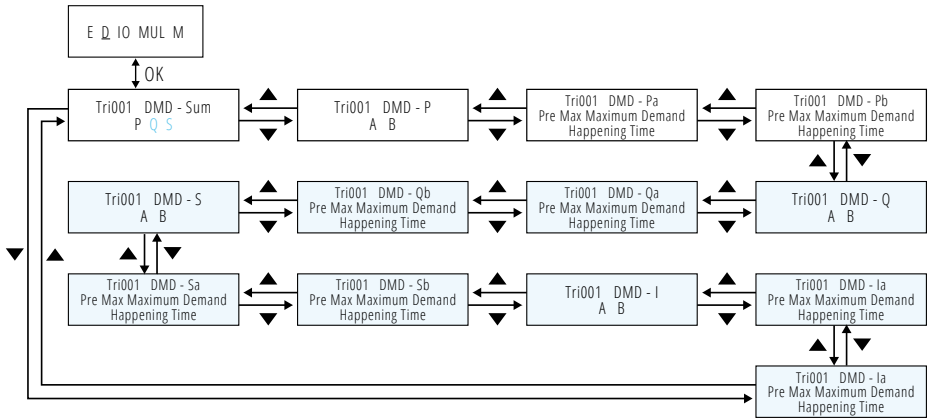 E D IO MUL M
OK
Tri001 DMD - Sum
P Q S
Tri001 DMD - P
A B
Tri001 DMD - Pa
Pre Max Maximum Demand
Happening Time
Tri001 DMD - Pb
Pre Max Maximum Demand
Happening Time
Tri001 DMD - S
A B
Tri001 DMD - Qb
Pre Max Maximum Demand
Happening Time
Tri001 DMD - Qa
Pre Max Maximum Demand
Happening Time
Tri001 DMD - Q
A B
Tri001 DMD - Sa
Pre Max Maximum Demand
Happening Time
Tri001 DMD - Sb
Pre Max Maximum Demand
Happening Time
Tri001 DMD - I
A B
Tri001 DMD - Ia
Pre Max Maximum Demand
Happening Time
Tri001 DMD - Ia
Pre Max Maximum Demand
Happening Time